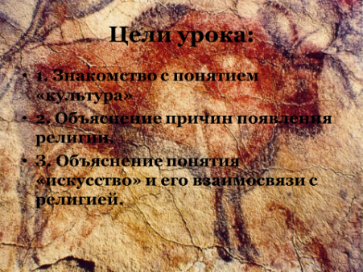 Цели урока:
• 1. Знакомство с понятием
«культура»
• 2. Объяснение причин появления
религии.
• 3. Объяснение понятия
«искусство» и его взаимосвязи с
религией.